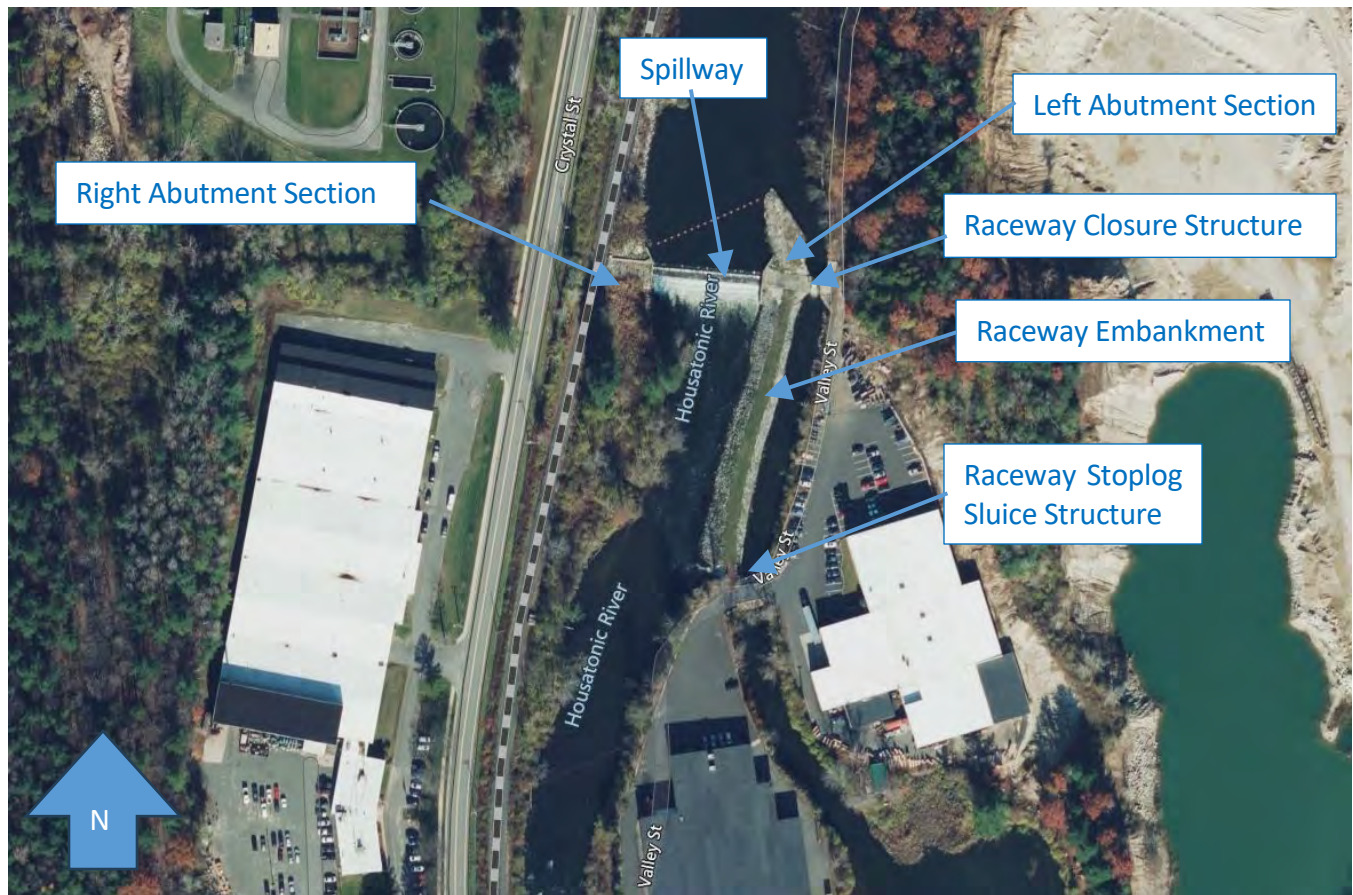 Spillway
Left Abutment Section
Crystal St
Right Abutment Section
Raceway Closure Structure
Housatonic River
Raceway Embankment
Valley St
Raceway Stoplog
Sluice Structure
Valley St
Housatonic River
N
Valley St